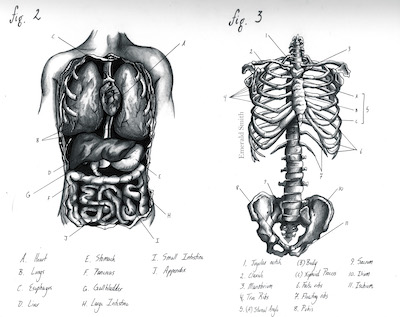 fig. 2
fig. 3
Emerald Smith
A. Heart
B. Lungs
C. Esophagus
D. Liver
E. Stomach
F. Pancreas
G. Gallbladder
H. Large Intestine
I. Small Intestine
J. Appendix
1. Jugular notch
2. Clavicle
3. Manubrium
4. True Ribs
5. (A) Sternal Angle
(B) Body
(C) Xiphoid Process
6. False ribs
7. Floating ribs
8. Pubis
9. Sacrum
10. Ilium
11. Ischium